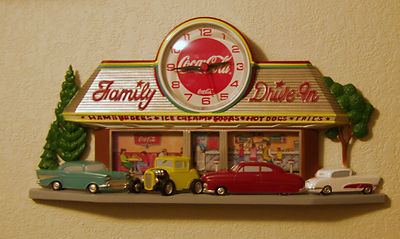 Coca-Cola
Family Drive-In
HAMBURGERS ★ ICE CREAM ★ SODAS ★ HOT DOGS ★ FRIES